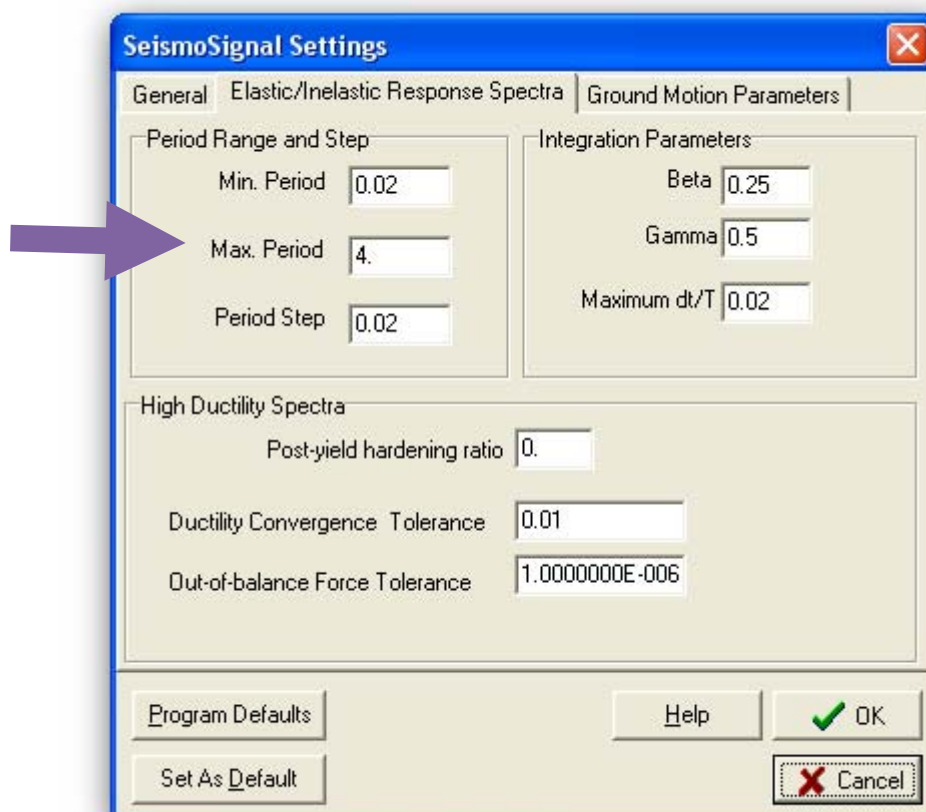 SeismoSignal Settings
General Elastic/Inelastic Response Spectra Ground Motion Parameters
Period Range and Step
Min. Period 0.02
Max. Period 4.
Period Step 0.02
Integration Parameters
Beta 0.25
Gamma 0.5
Maximum dt/T 0.02
High Ductility Spectra
Post-yield hardening ratio 0.
Ductility Convergence Tolerance 0.01
Out-of-balance Force Tolerance 1.0000000E-006
Program Defaults Help OK
Set As Default Cancel